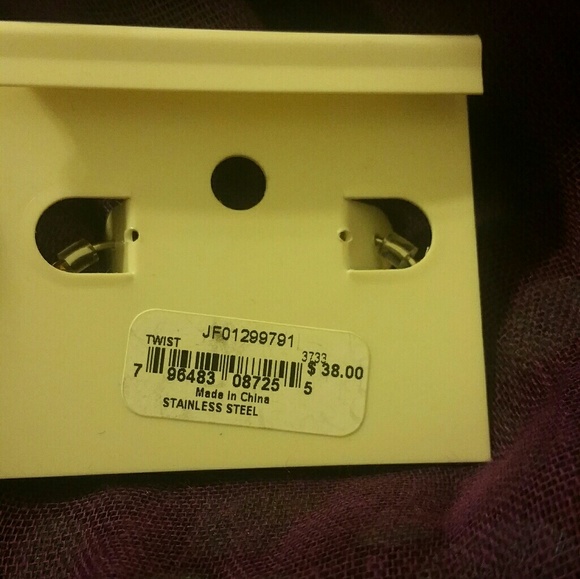 JF01299791
TWIST
3733
$ 38.00
7 96483 08725 5
Made in China
STAINLESS STEEL